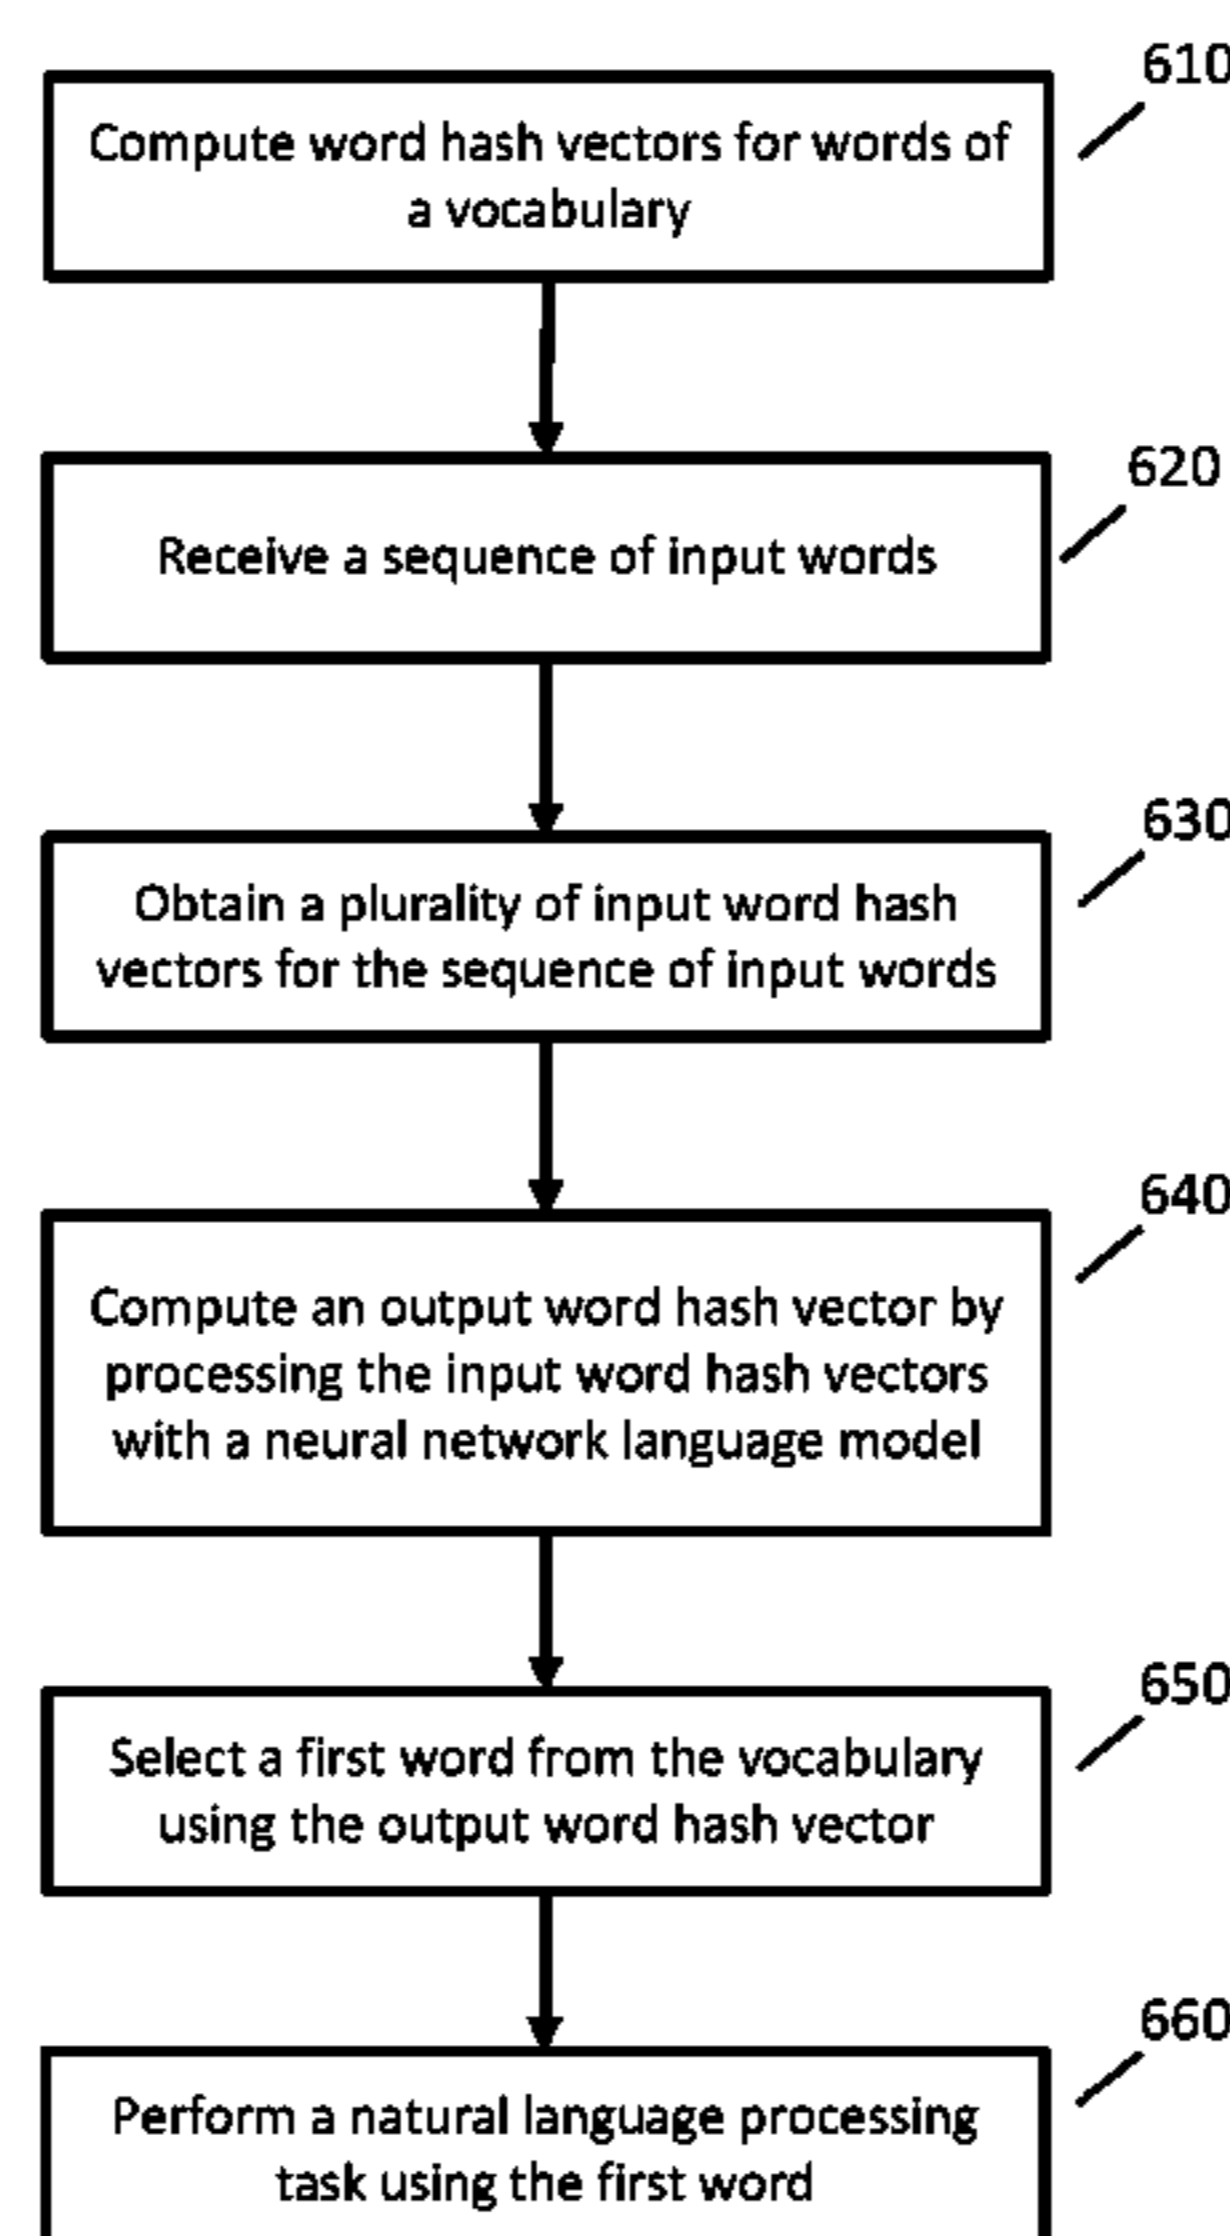 610
Compute word hash vectors for words of
a vocabulary
620
Receive a sequence of input words
630
Obtain a plurality of input word hash
vectors for the sequence of input words
640
Compute an output word hash vector by
processing the input word hash vectors
with a neural network language model
650
Select a first word from the vocabulary
using the output word hash vector
660
Perform a natural language processing
task using the first word